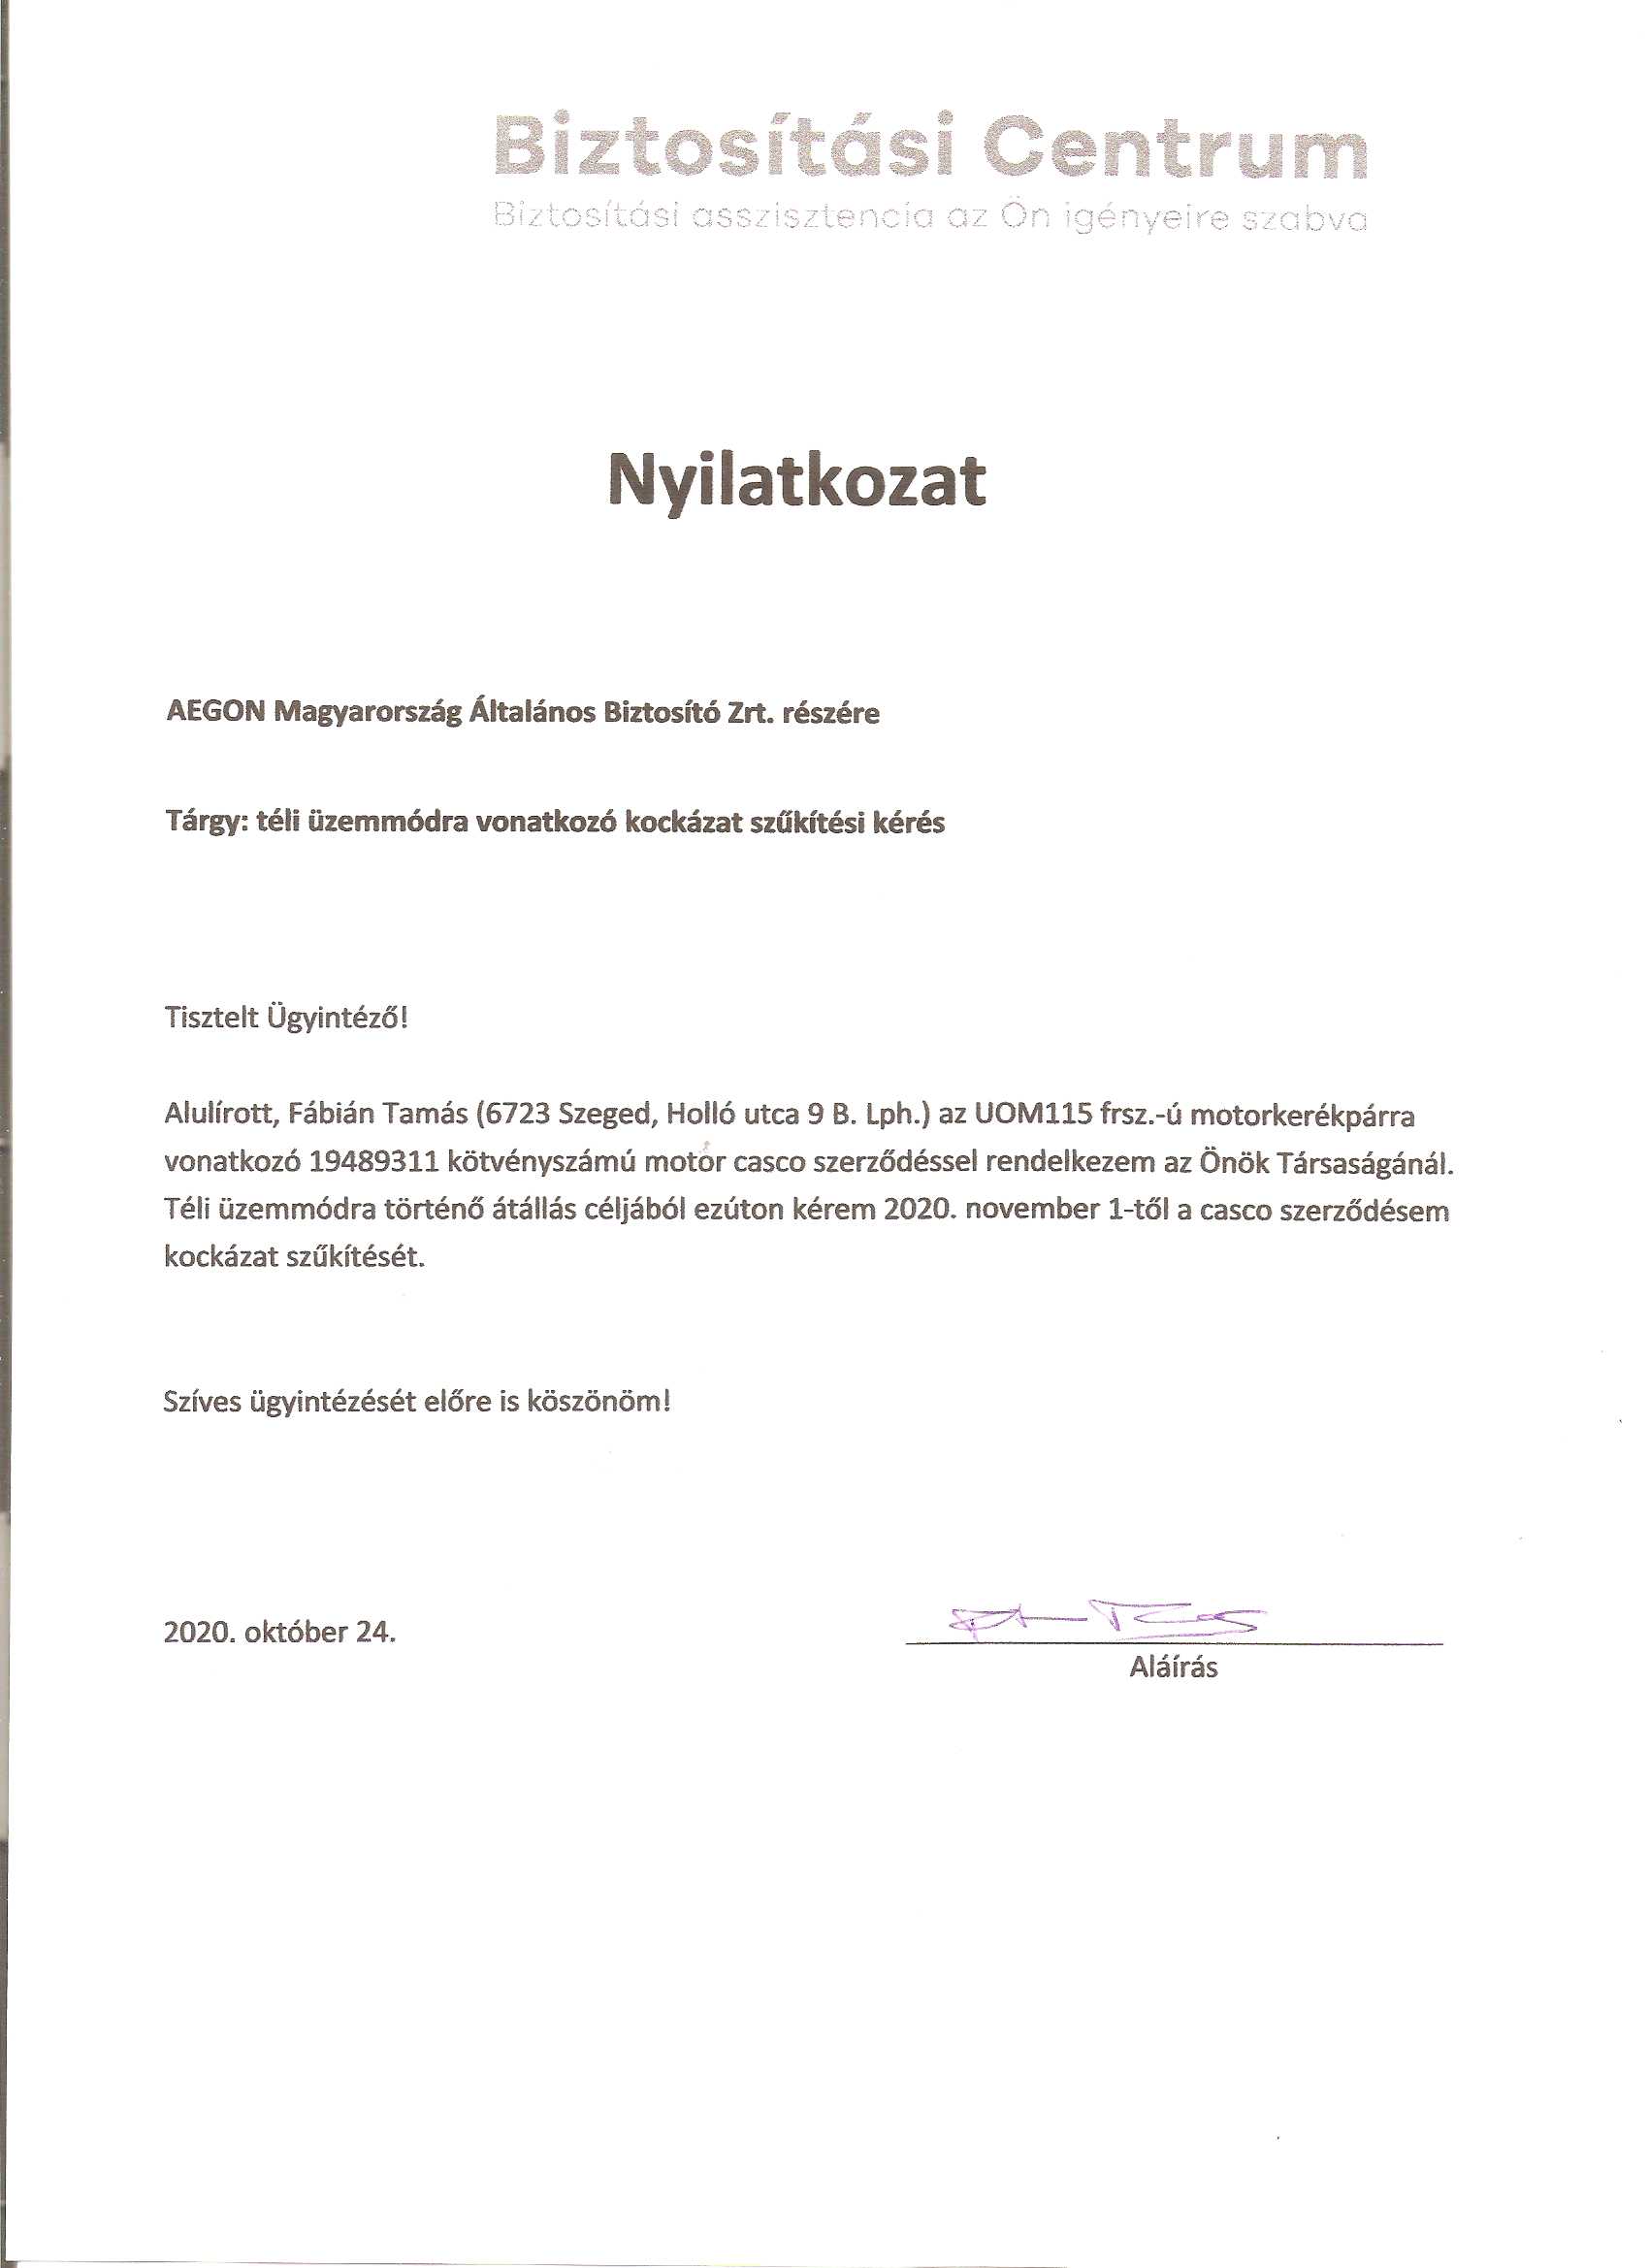 Biztosítási Centrum
Biztosítási asszisztencia az Ön igényeire szabva
Nyilatkozat
AEGON Magyarország Általános Biztosító Zrt. részére
Tárgy: téli üzemmódra vonatkozó kockázat szűkítési kérés
Tisztelt Ügyintéző!
Alulírott, Fábián Tamás (6723 Szeged, Holló utca 9 B. Lph.) az UOM115 frsz.-ú motorkerékpárra
vonatkozó 19489311 kötvényszámú motor casco szerződéssel rendelkezem az Önök Társaságánál.
Téli üzemmódra történő átállás céljából ezúton kérem 2020. november 1-től a casco szerződésem
kockázat szűkítését.
Szíves ügyintézését előre is köszönöm!
2020. október 24.
Aláírás